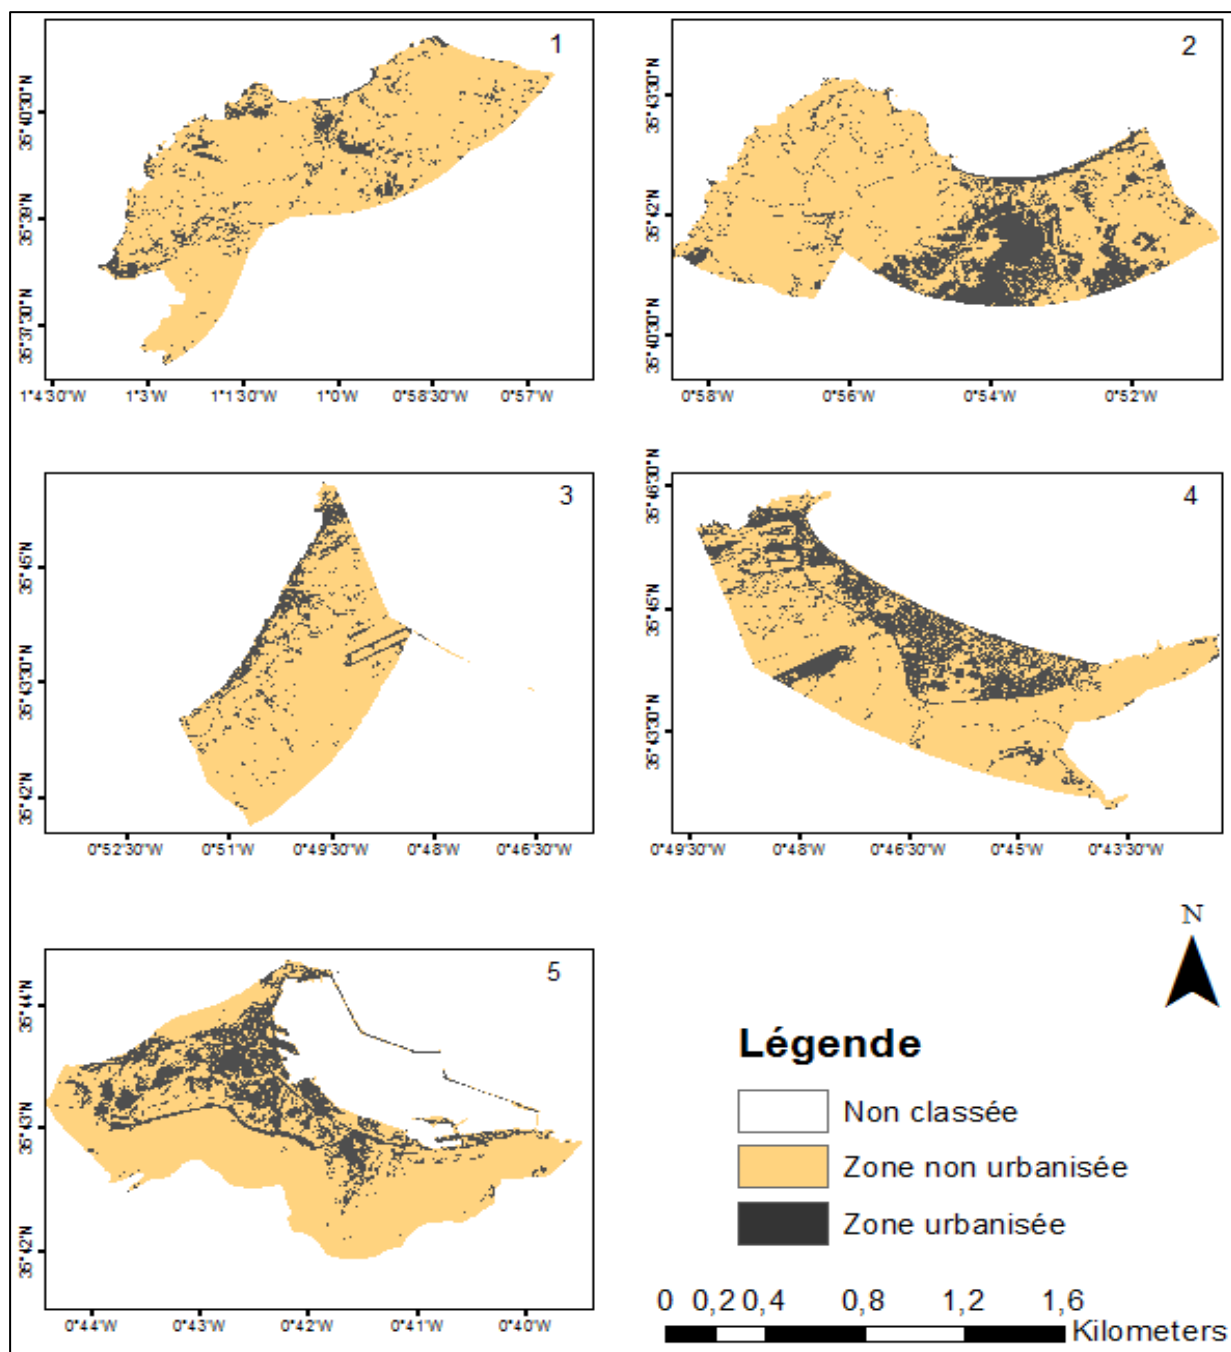 1
35°40'30"N
35°39'N
35°37'30"N
1°4'30"W 1°3'W 1°1'30"W 1°0'W 0°58'30"W 0°57'W
2
35°43'30"N
35°42'N
35°40'30"N
0°58'W 0°56'W 0°54'W 0°52'W
3
35°45'N
35°43'30"N
35°42'N
0°52'30"W 0°51'W 0°49'30"W 0°48'W 0°46'30"W
4
35°46'30"N
35°45'N
35°43'30"N
0°49'30"W 0°48'W 0°46'30"W 0°45'W 0°43'30"W
5
35°44'N
35°43'N
35°42'N
0°44'W 0°43'W 0°42'W 0°41'W 0°40'W
N
Légende
Non classée
Zone non urbanisée
Zone urbanisée
0 0,2 0,4 0,8 1,2 1,6
Kilometers